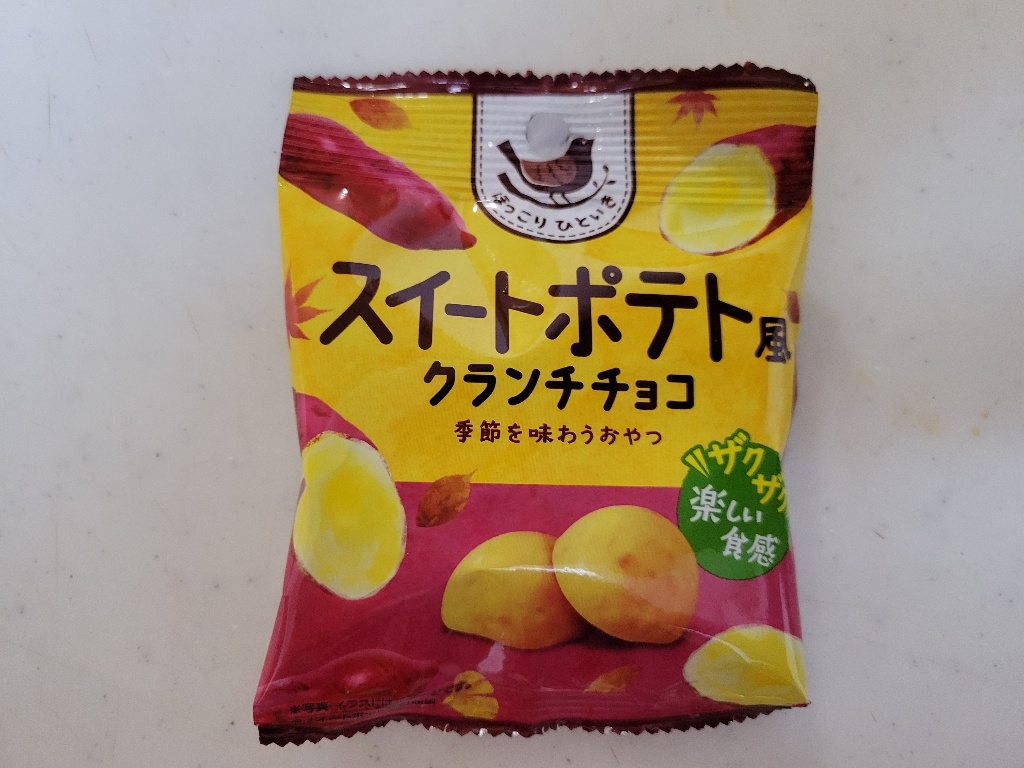 ほっこりひといき
スイートポテト風
クランチチョコ
季節を味わうおやつ
ザクザク
楽しい
食感
※写真